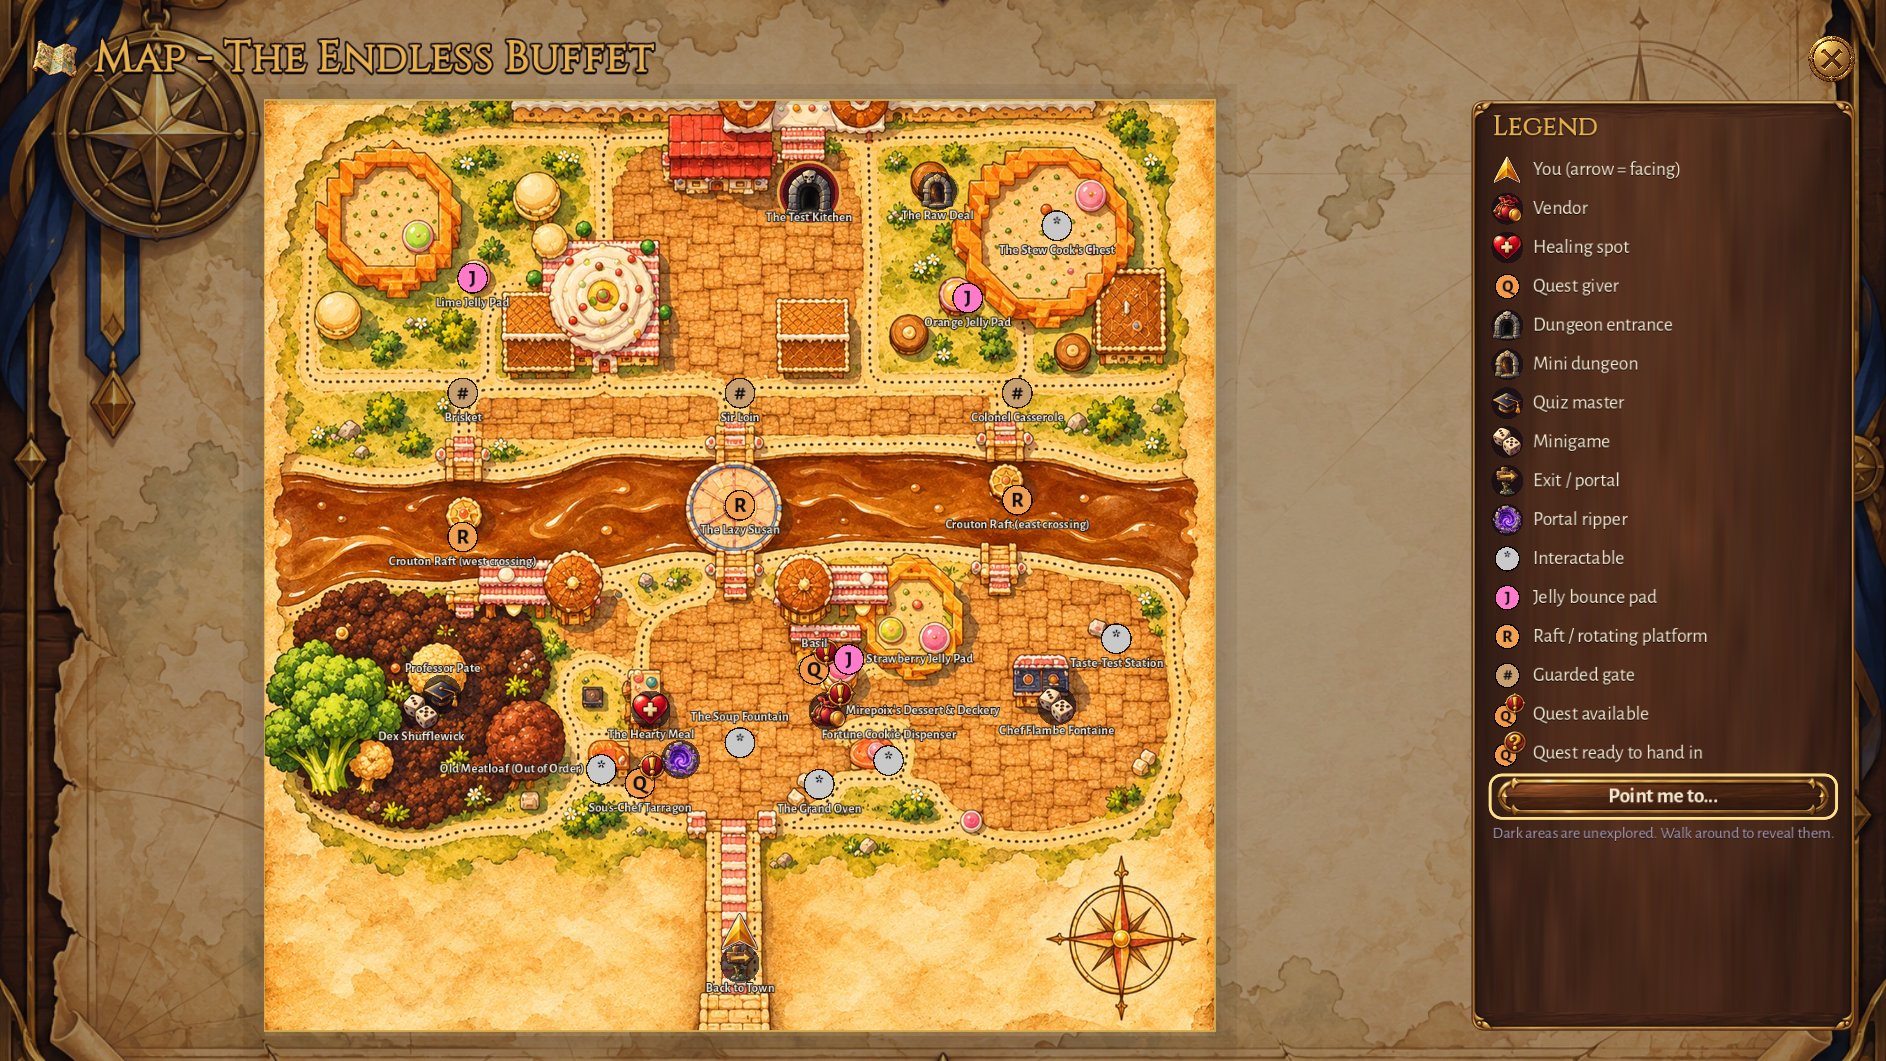 Map - The Endless Buffet
The Test Kitchen
The Raw Deal
The Stew Cook's Chest
J
Lime Jelly Pad
J
Orange Jelly Pad
#
Brisket
#
Sir Loin
#
Colonel Casserole
R
The Lazy Susan
R
Crouton Raft (east crossing)
R
Crouton Raft (west crossing)
Basil
Q
J
Strawberry Jelly Pad
Taste-Test Station
Professor Pate
Dex Shufflewick
The Hearty Meal
The Soup Fountain
Mirepoix's Dessert & Deckery
Fortune Cookie Dispenser
Chef Flambe Fontaine
Old Meatloaf (Out of Order)
Q
Sous-Chef Tarragon
The Grand Oven
Back to Town
Legend
You (arrow = facing)
Vendor
Healing spot
Q Quest giver
Dungeon entrance
Mini dungeon
Quiz master
Minigame
Exit / portal
Portal ripper
* Interactable
J Jelly bounce pad
R Raft / rotating platform
# Guarded gate
Q ! Quest available
Q ? Quest ready to hand in
Point me to...
Dark areas are unexplored. Walk around to reveal them.